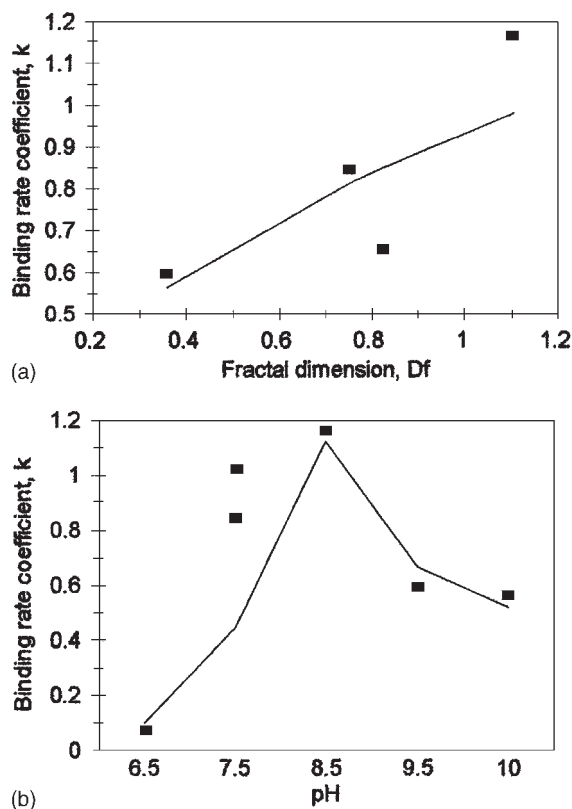 1.2
1.1
1
0.9
0.8
0.7
0.6
0.5
Binding rate coefficient, k
0.2 0.4 0.6 0.8 1 1.2
Fractal dimension, Df
(a)
1.2
1
0.8
0.6
0.4
0.2
0
Binding rate coefficient, k
6.5 7.5 8.5 9.5 10
pH
(b)